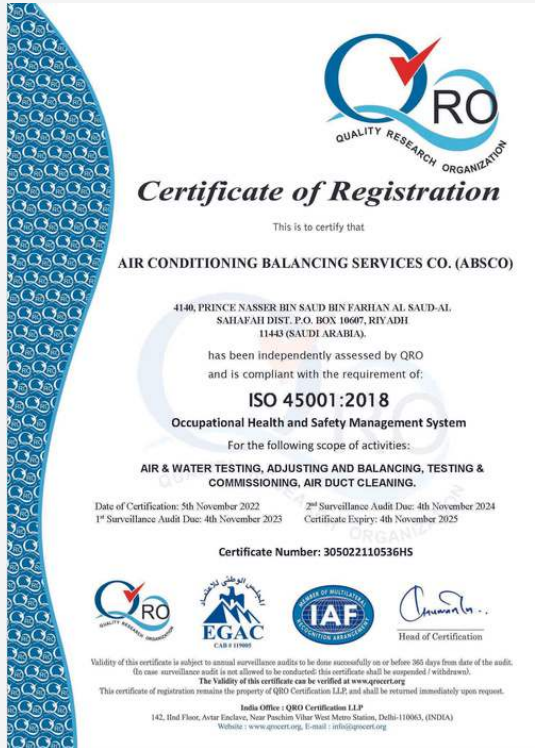 QRO
QUALITY RESEARCH ORGANIZATION
Certificate of Registration
This is to certify that
AIR CONDITIONING BALANCING SERVICES CO. (ABSCO)
4140, PRINCE NASSER BIN SAUD BIN FARHAN AL SAUD-AL
SAHAFAH DIST. P.O. BOX 10607, RIYADH
11443 (SAUDI ARABIA).
has been independently assessed by QRO
and is compliant with the requirement of:
ISO 45001:2018
Occupational Health and Safety Management System
For the following scope of activities:
AIR & WATER TESTING, ADJUSTING AND BALANCING, TESTING &
COMMISSIONING, AIR DUCT CLEANING.
Date of Certification: 5th November 2022 2nd Surveillance Audit Due: 4th November 2024
1st Surveillance Audit Due: 4th November 2023 Certificate Expiry: 4th November 2025
Certificate Number: 305022110536HS
QRO
QUALITY RESEARCH ORGANIZATION
المجلس الوطني للاعتماد
EGAC
CAB # 119005
MEMBER OF MULTILATERAL
IAF
RECOGNITION ARRANGEMENT
Head of Certification
Validity of this certificate is subject to annual surveillance audits to be done successfully on or before 365 days from date of the audit.
(In case surveillance audit is not allowed to be conducted; this certificate shall be suspended / withdrawn).
The Validity of this certificate can be verified at www.qrocert.org
This certificate of registration remains the property of QRO Certification LLP, and shall be returned immediately upon request.
India Office : QRO Certification LLP
142, IInd Floor, Avtar Enclave, Near Paschim Vihar West Metro Station, Delhi-110063, (INDIA)
Website : www.qrocert.org, E-mail : info@qrocert.org